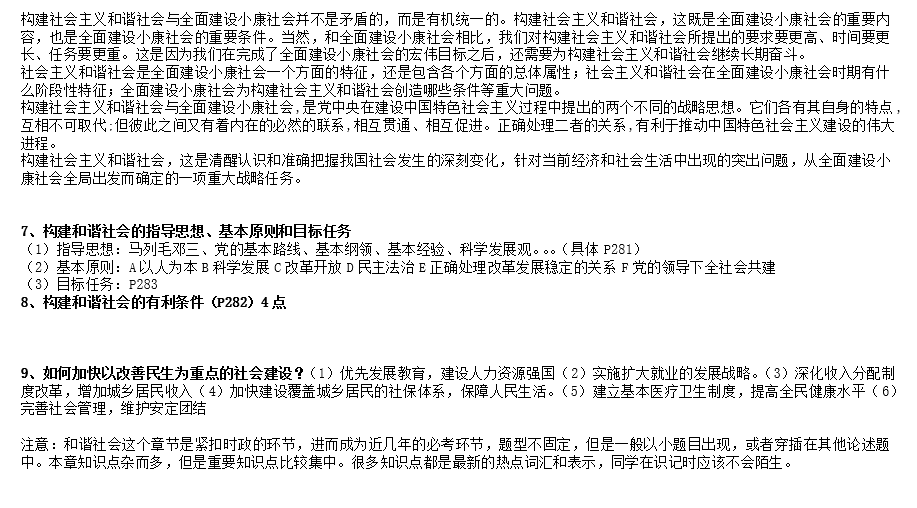 构建社会主义和谐社会与全面建设小康社会并不是矛盾的，而是有机统一的。构建社会主义和谐社会，这既是全面建设小康社会的重要内
容，也是全面建设小康社会的重要条件。当然，和全面建设小康社会相比，我们对构建社会主义和谐社会所提出的要求要更高、时间要更
长、任务要更重。这是因为我们在完成了全面建设小康社会的宏伟目标之后，还需要为构建社会主义和谐社会继续长期奋斗。
社会主义和谐社会是全面建设小康社会一个方面的特征，还是包含各个方面的总体属性；社会主义和谐社会在全面建设小康社会时期有什
么阶段性特征；全面建设小康社会为构建社会主义和谐社会创造哪些条件等重大问题。
构建社会主义和谐社会与全面建设小康社会,是党中央在建设中国特色社会主义过程中提出的两个不同的战略思想。它们各有其自身的特点,
互相不可取代;但彼此之间又有着内在的必然的联系,相互贯通、相互促进。正确处理二者的关系,有利于推动中国特色社会主义建设的伟大
进程。
构建社会主义和谐社会，这是清醒认识和准确把握我国社会发生的深刻变化，针对当前经济和社会生活中出现的突出问题，从全面建设小
康社会全局出发而确定的一项重大战略任务。
7、构建和谐社会的指导思想、基本原则和目标任务
（1）指导思想：马列毛邓三、党的基本路线、基本纲领、基本经验、科学发展观。。。（具体 P281）
（2）基本原则：A 以人为本 B 科学发展 C 改革开放 D 民主法治 E 正确处理改革发展稳定的关系 F 党的领导下全社会共建
（3）目标任务：P283
8、构建和谐社会的有利条件（P282）4 点
9、如何加快以改善民生为重点的社会建设？（1）优先发展教育，建设人力资源强国（2）实施扩大就业的发展战略。（3）深化收入分配制
度改革，增加城乡居民收入（4）加快建设覆盖城乡居民的社保体系，保障人民生活。（5）建立基本医疗卫生制度，提高全民健康水平（6）
完善社会管理，维护安定团结
注意：和谐社会这个章节是紧扣时政的环节，进而成为近几年的必考环节，题型不固定，但是一般以小题目出现，或者穿插在其他论述题
中。本章知识点杂而多，但是重要知识点比较集中。很多知识点都是最新的热点词汇和表示，同学在识记时应该不会陌生。